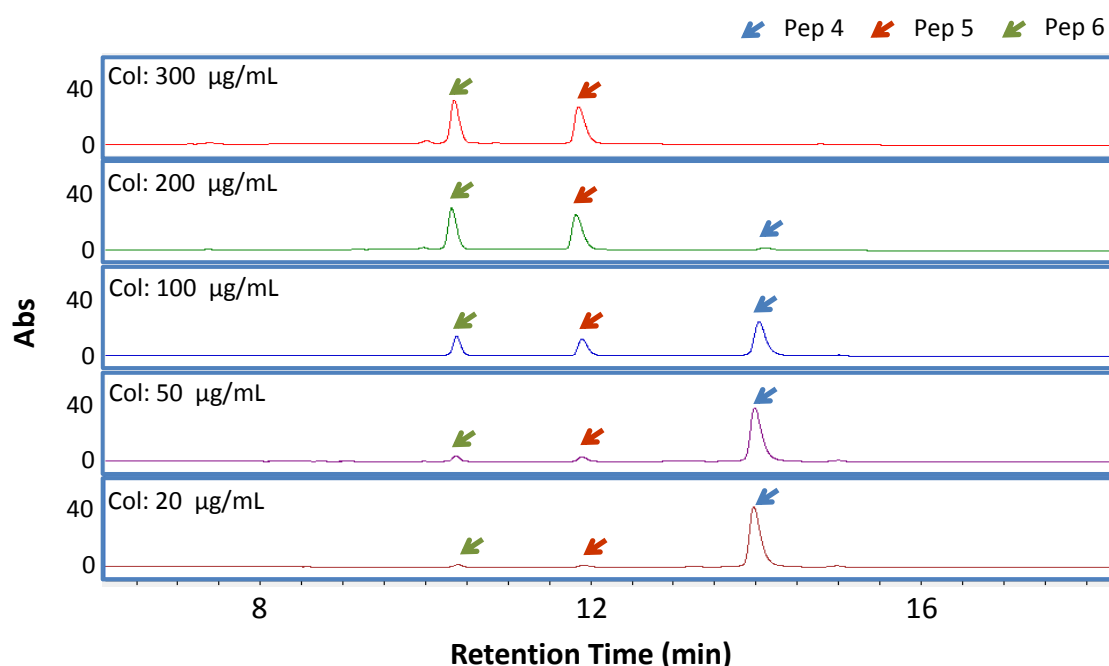 Pep 4 Pep 5 Pep 6
Col: 300 µg/mL
40
0
Col: 200 µg/mL
40
0
Col: 100 µg/mL
40
0
Col: 50 µg/mL
40
0
Col: 20 µg/mL
40
0
Abs
8 12 16
Retention Time (min)